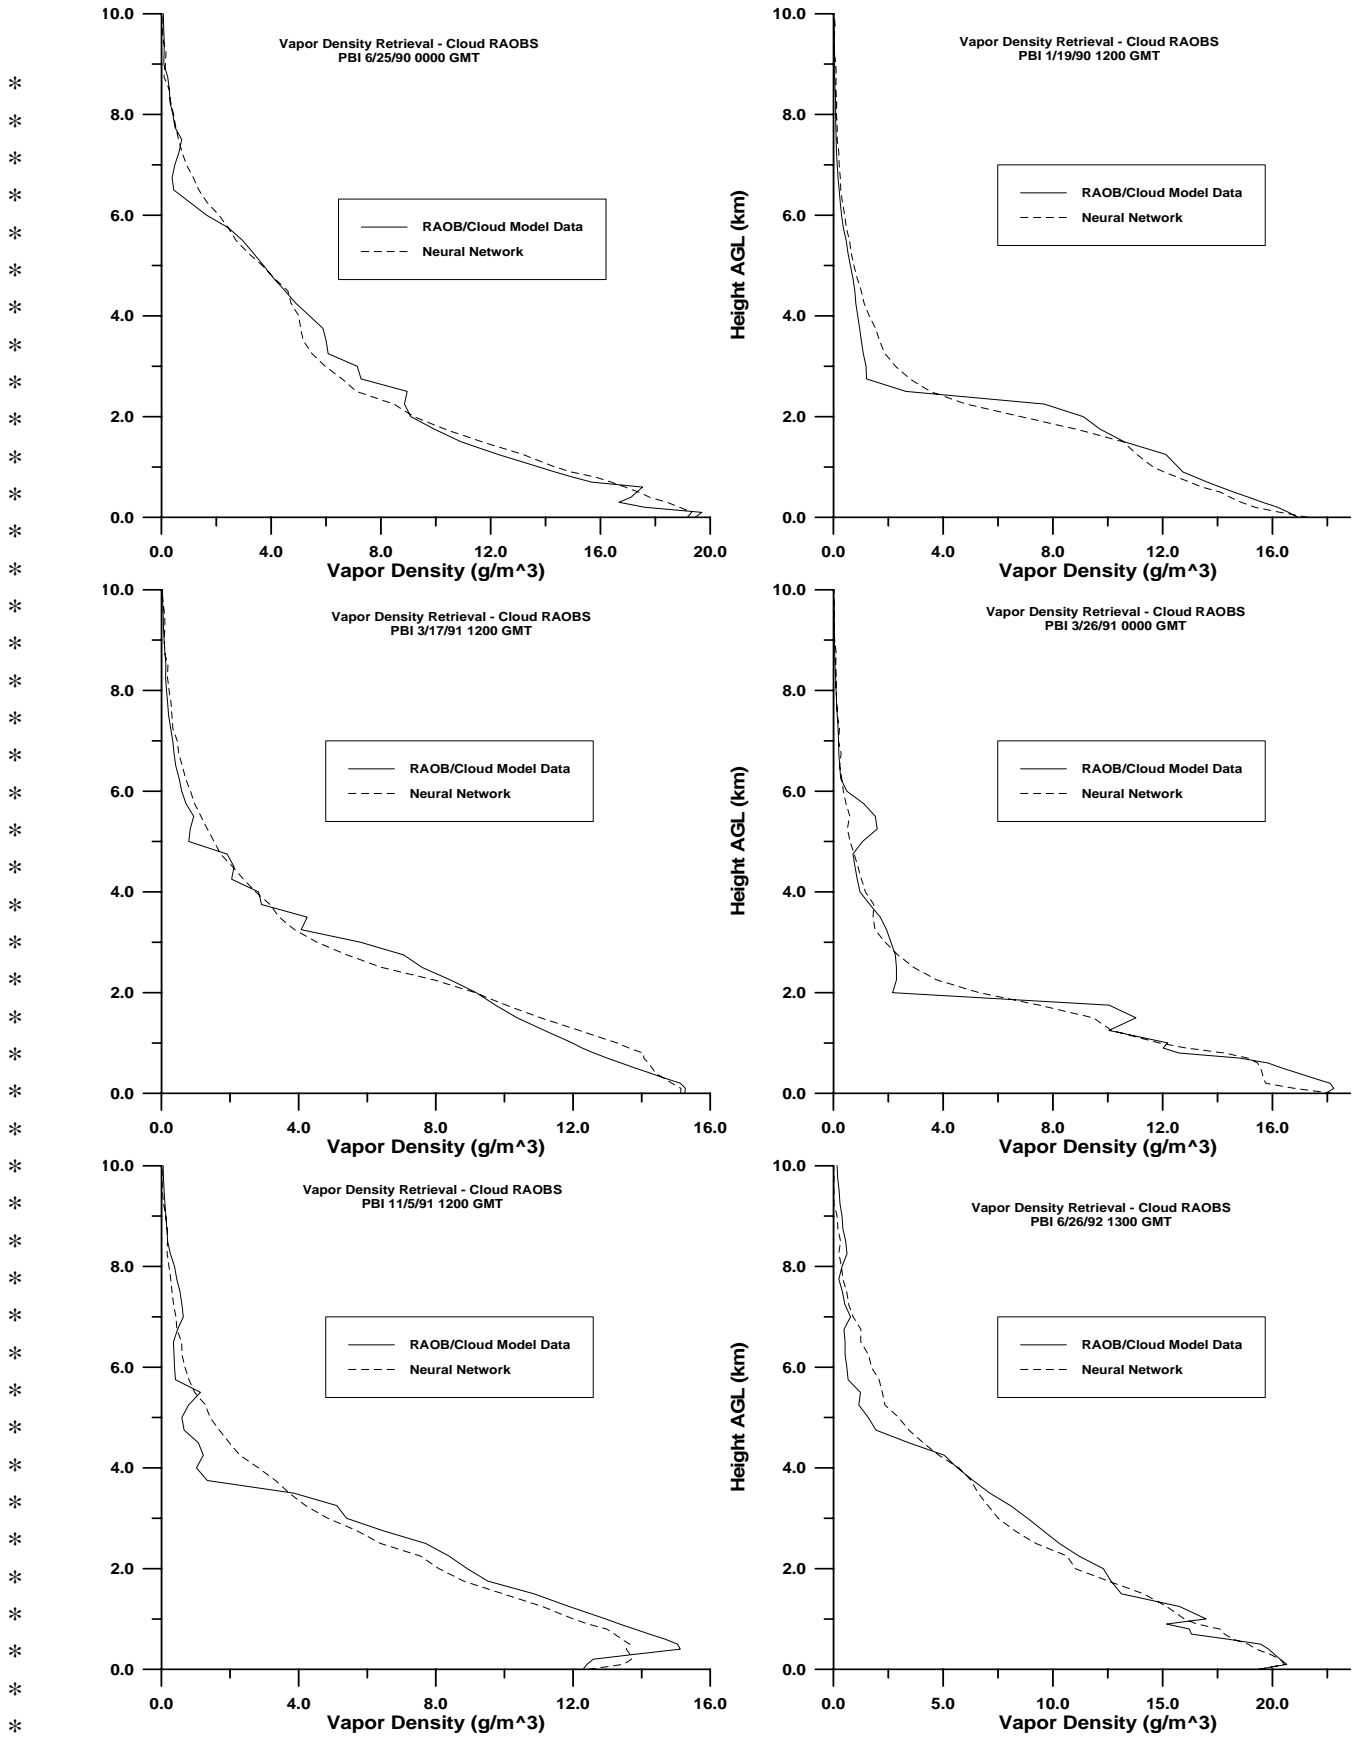 10.0
Vapor Density Retrieval - Cloud RAOBS
PBI 6/25/90 0000 GMT
8.0
6.0
RAOB/Cloud Model Data
Neural Network
4.0
2.0
0.0
0.0 4.0 8.0 12.0 16.0 20.0
Vapor Density (g/m^3)
10.0
Vapor Density Retrieval - Cloud RAOBS
PBI 1/19/90 1200 GMT
8.0
RAOB/Cloud Model Data
Neural Network
6.0
Height AGL (km)
4.0
2.0
0.0
0.0 4.0 8.0 12.0 16.0
Vapor Density (g/m^3)
10.0
Vapor Density Retrieval - Cloud RAOBS
PBI 3/17/91 1200 GMT
8.0
RAOB/Cloud Model Data
Neural Network
6.0
4.0
2.0
0.0
0.0 4.0 8.0 12.0 16.0
Vapor Density (g/m^3)
10.0
Vapor Density Retrieval - Cloud RAOBS
PBI 3/26/91 0000 GMT
8.0
RAOB/Cloud Model Data
Neural Network
6.0
Height AGL (km)
4.0
2.0
0.0
0.0 4.0 8.0 12.0 16.0
Vapor Density (g/m^3)
10.0
Vapor Density Retrieval - Cloud RAOBS
PBI 11/5/91 1200 GMT
8.0
RAOB/Cloud Model Data
Neural Network
6.0
4.0
2.0
0.0
0.0 4.0 8.0 12.0 16.0
Vapor Density (g/m^3)
10.0
Vapor Density Retrieval - Cloud RAOBS
PBI 6/26/92 1300 GMT
8.0
RAOB/Cloud Model Data
Neural Network
6.0
Height AGL (km)
4.0
2.0
0.0
0.0 5.0 10.0 15.0 20.0
Vapor Density (g/m^3)